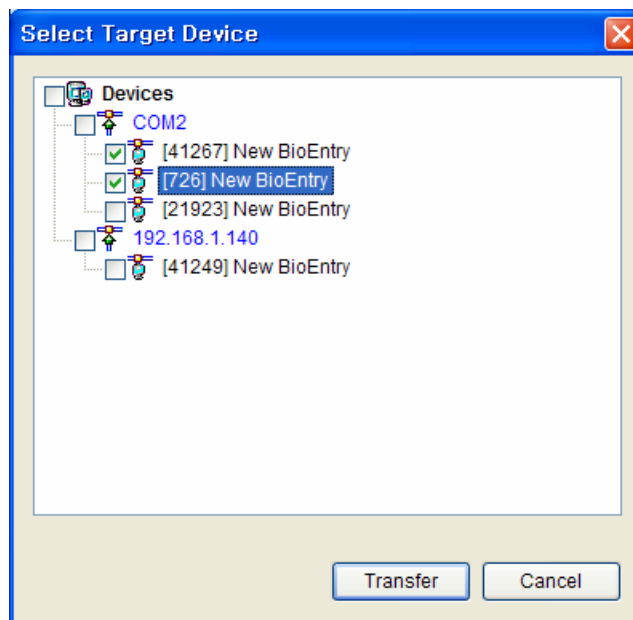 Select Target Device
Devices
COM2
[41267] New BioEntry
[726] New BioEntry
[21923] New BioEntry
192.168.1.140
[41249] New BioEntry
Transfer Cancel